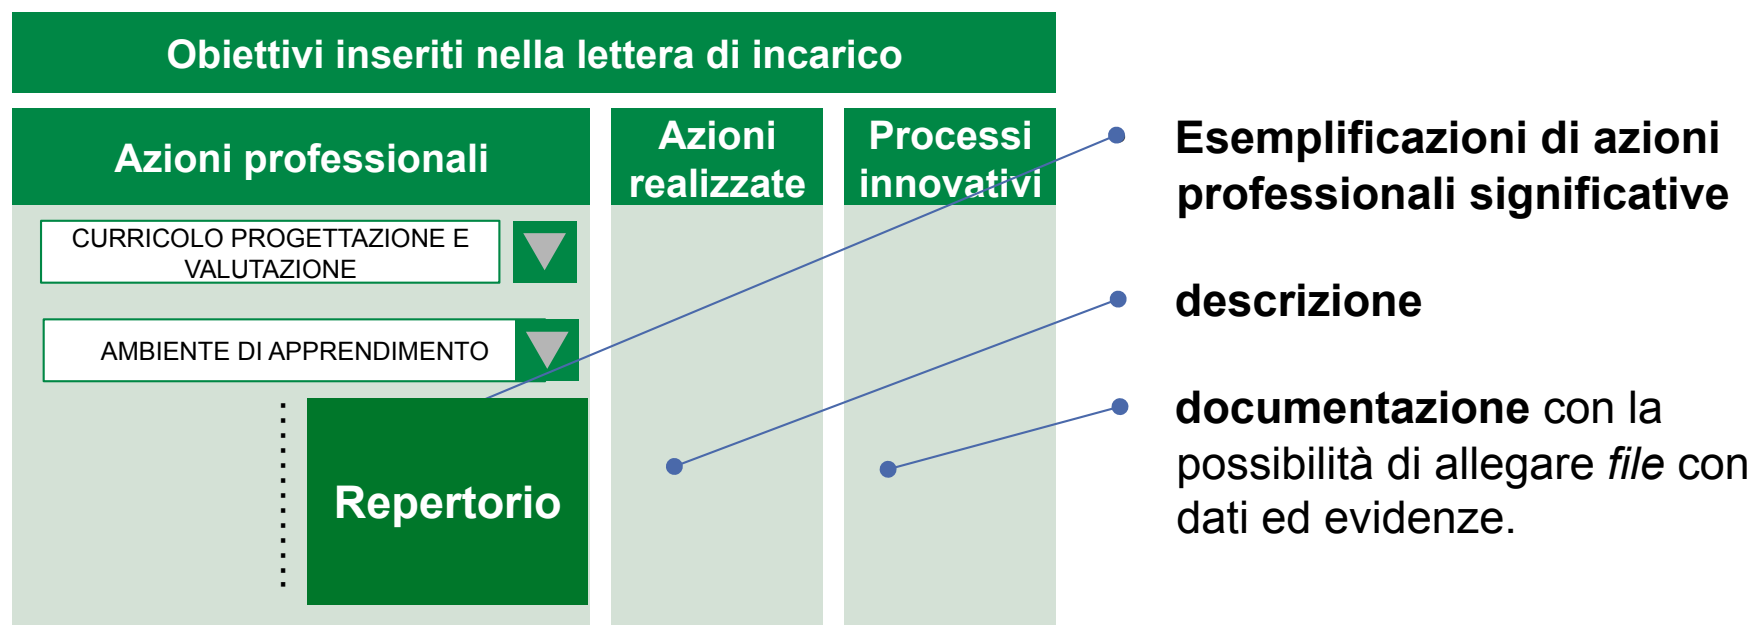 Obiettivi inseriti nella lettera di incarico
Azioni professionali
Azioni
realizzate
Processi
innovativi
CURRICOLO PROGETTAZIONE E
VALUTAZIONE
AMBIENTE DI APPRENDIMENTO
Repertorio
Esemplificazioni di azioni
professionali significative
descrizione
documentazione con la
possibilità di allegare file con
dati ed evidenze.